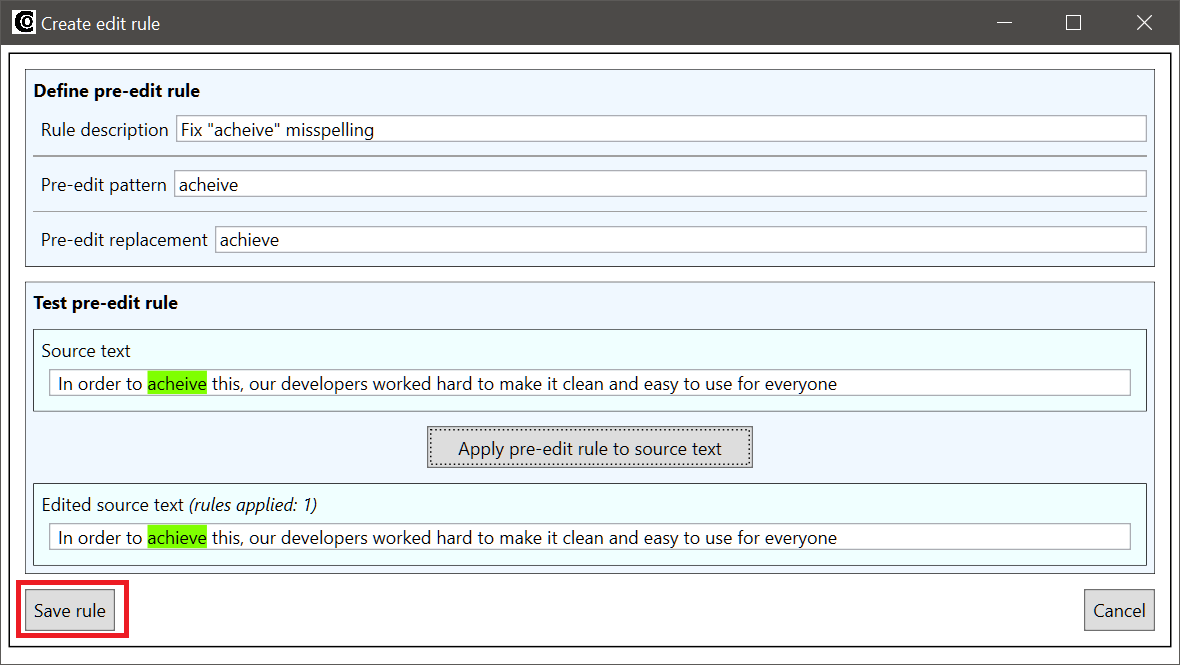 Create edit rule
Define pre-edit rule
Rule description Fix "acheive" misspelling
Pre-edit pattern acheive
Pre-edit replacement achieve
Test pre-edit rule
Source text
In order to acheive this, our developers worked hard to make it clean and easy to use for everyone
Apply pre-edit rule to source text
Edited source text (rules applied: 1)
In order to achieve this, our developers worked hard to make it clean and easy to use for everyone
Save rule Cancel